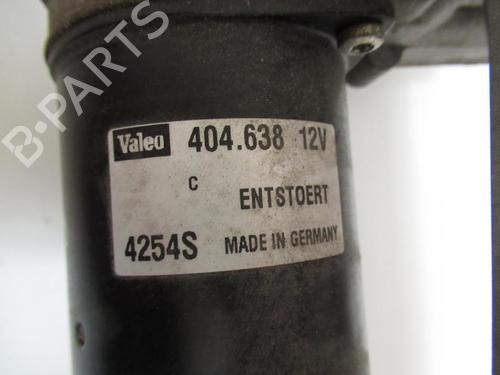 Valeo 404.638 12V
C
ENTSTOERT
4254S MADE IN GERMANY
B-PARTS